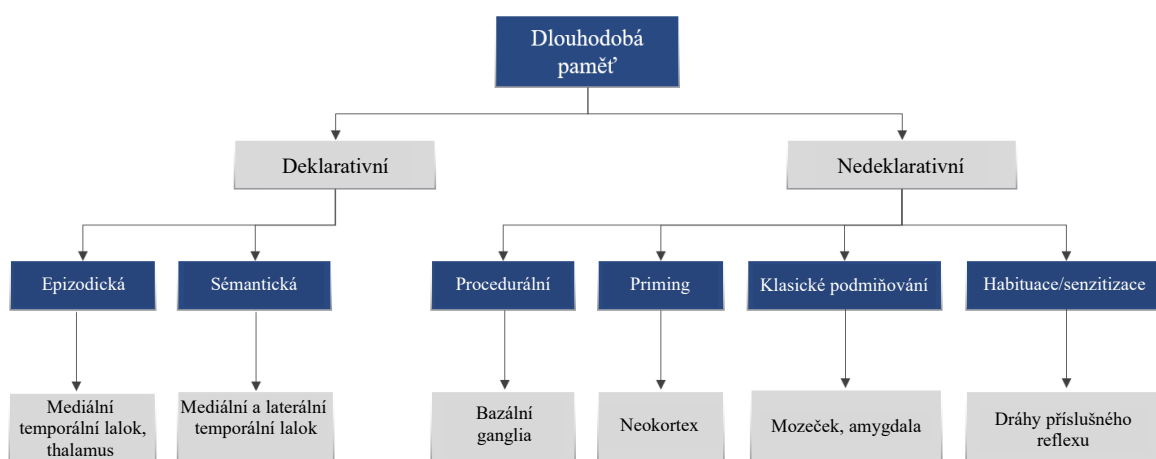 Dlouhodobá
paměť
Deklarativní
Nedeklarativní
Epizodická
Sémantická
Procedurální
Priming
Klasické podmiňování
Habituace/senzitizace
Mediální
temporální lalok,
thalamus
Mediální a laterální
temporální lalok
Bazální
ganglia
Neokortex
Mozeček, amygdala
Dráhy příslušného
reflexu